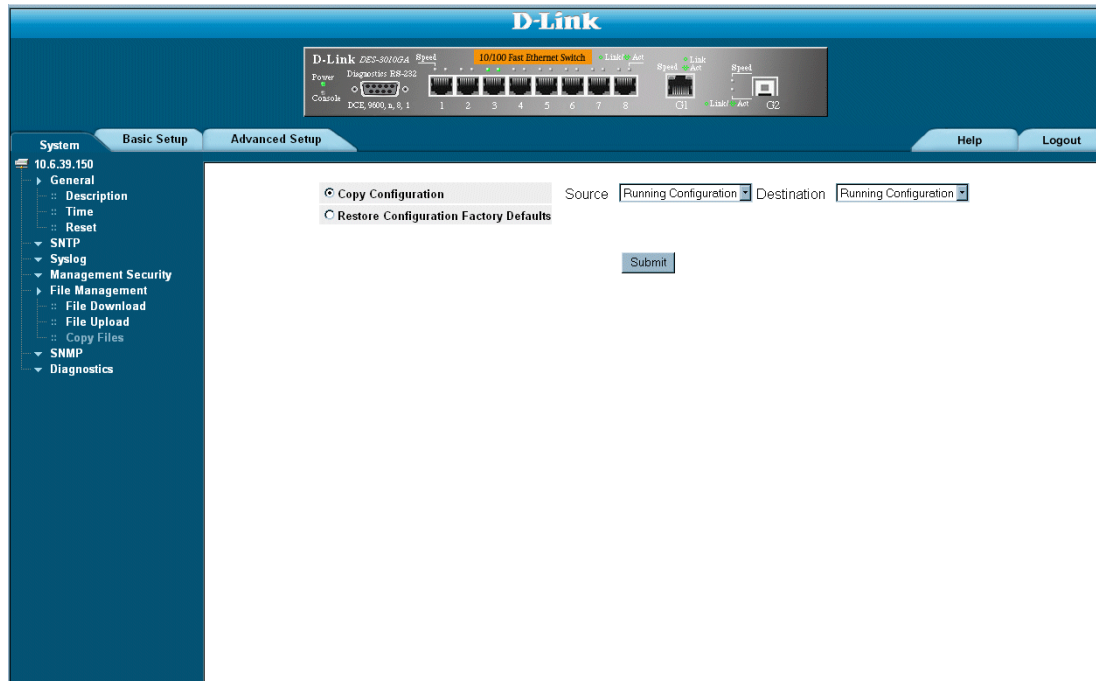 D-Link
D-Link DES-3010GA Speed 10/100 Fast Ethernet Switch Link/ Act
Power Diagnostics RS-232
Console DCE, 9600, n, 8, 1
1 2 3 4 5 6 7 8
Speed Link
Act
G1
Speed
Link/ Act G2
System Basic Setup Advanced Setup Help Logout
10.6.39.150
General
Description
Time
Reset
SNTP
Syslog
Management Security
File Management
File Download
File Upload
Copy Files
SNMP
Diagnostics
Copy Configuration Source Running Configuration Destination Running Configuration
Restore Configuration Factory Defaults
Submit